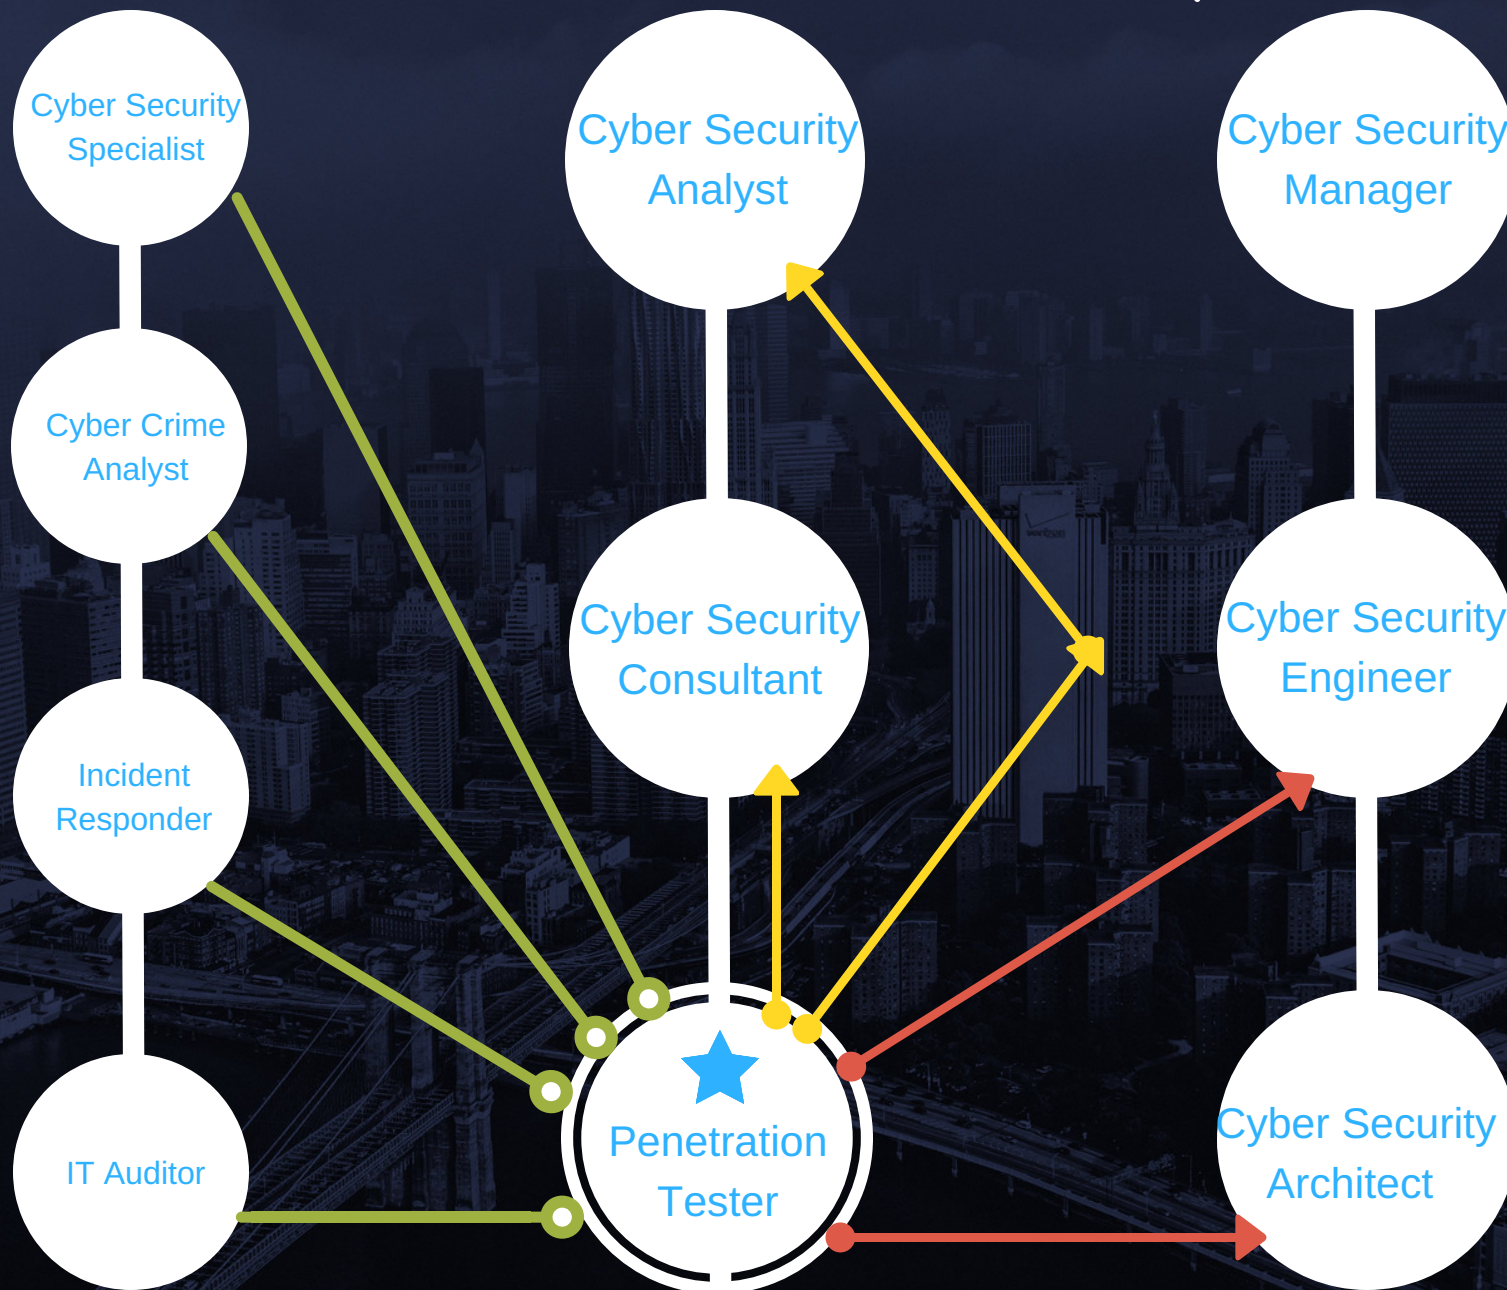 Cyber Security
Specialist
Cyber Crime
Analyst
Incident
Responder
IT Auditor
Cyber Security
Analyst
Cyber Security
Consultant
Penetration
Tester
Cyber Security
Manager
Cyber Security
Engineer
Cyber Security
Architect
verizon